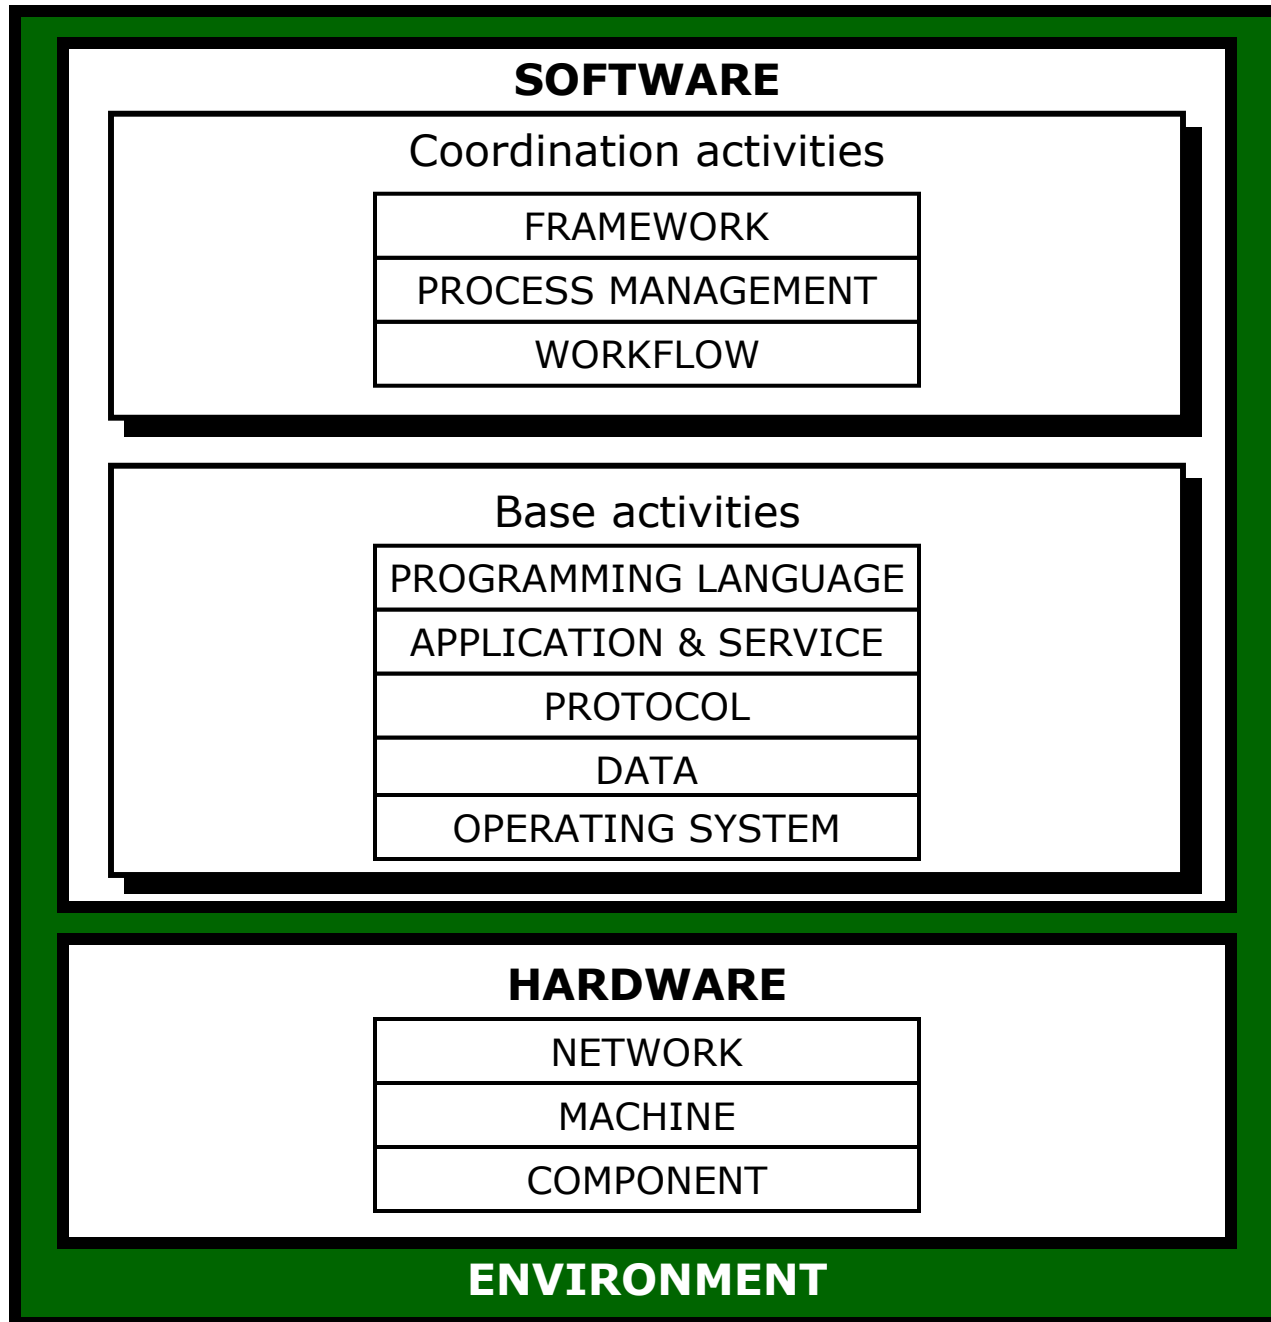 SOFTWARE
Coordination activities
FRAMEWORK
PROCESS MANAGEMENT
WORKFLOW
Base activities
PROGRAMMING LANGUAGE
APPLICATION & SERVICE
PROTOCOL
DATA
OPERATING SYSTEM
HARDWARE
NETWORK
MACHINE
COMPONENT
ENVIRONMENT